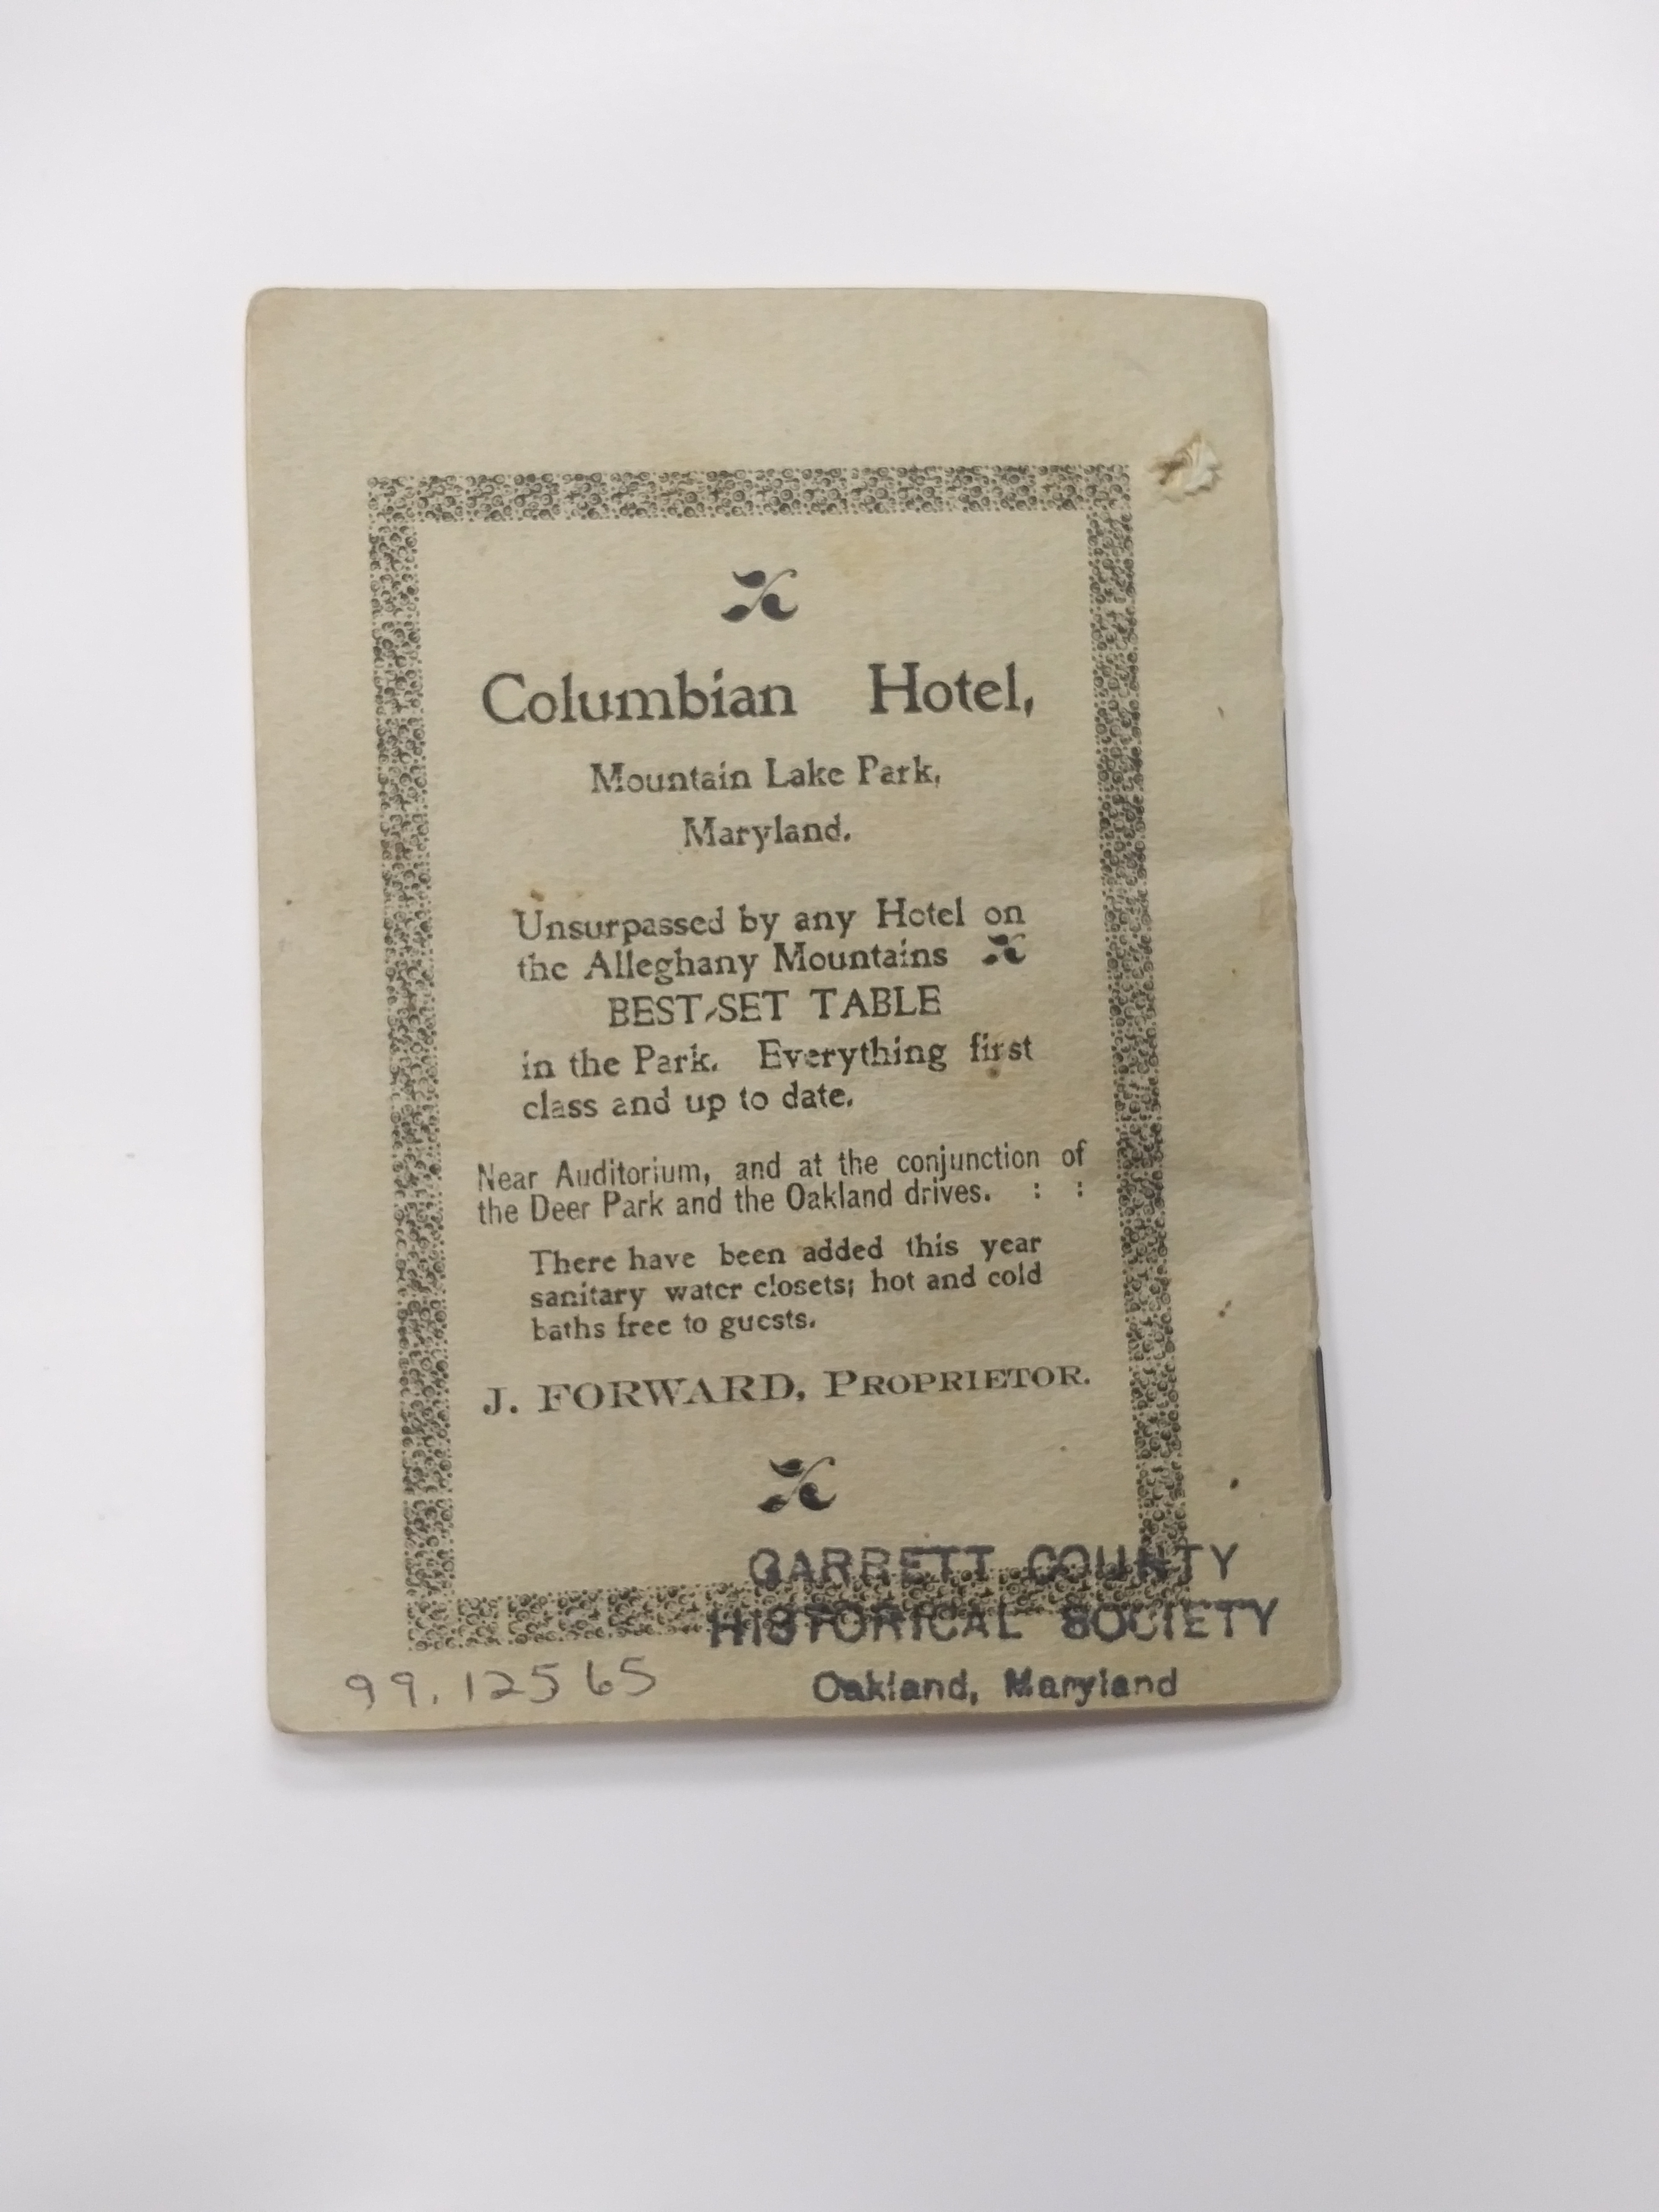 Columbian Hotel,
Mountain Lake Park,
Maryland.
Unsurpassed by any Hotel on
the Alleghany Mountains
BEST-SET TABLE
in the Park. Everything first
class and up to date.
Near Auditorium, and at the conjunction of
the Deer Park and the Oakland drives. : :
There have been added this year
sanitary water closets; hot and cold
baths free to guests.
J. FORWARD, PROPRIETOR.
GARRETT COUNTY
HISTORICAL SOCIETY
Oakland, Maryland
99.12565